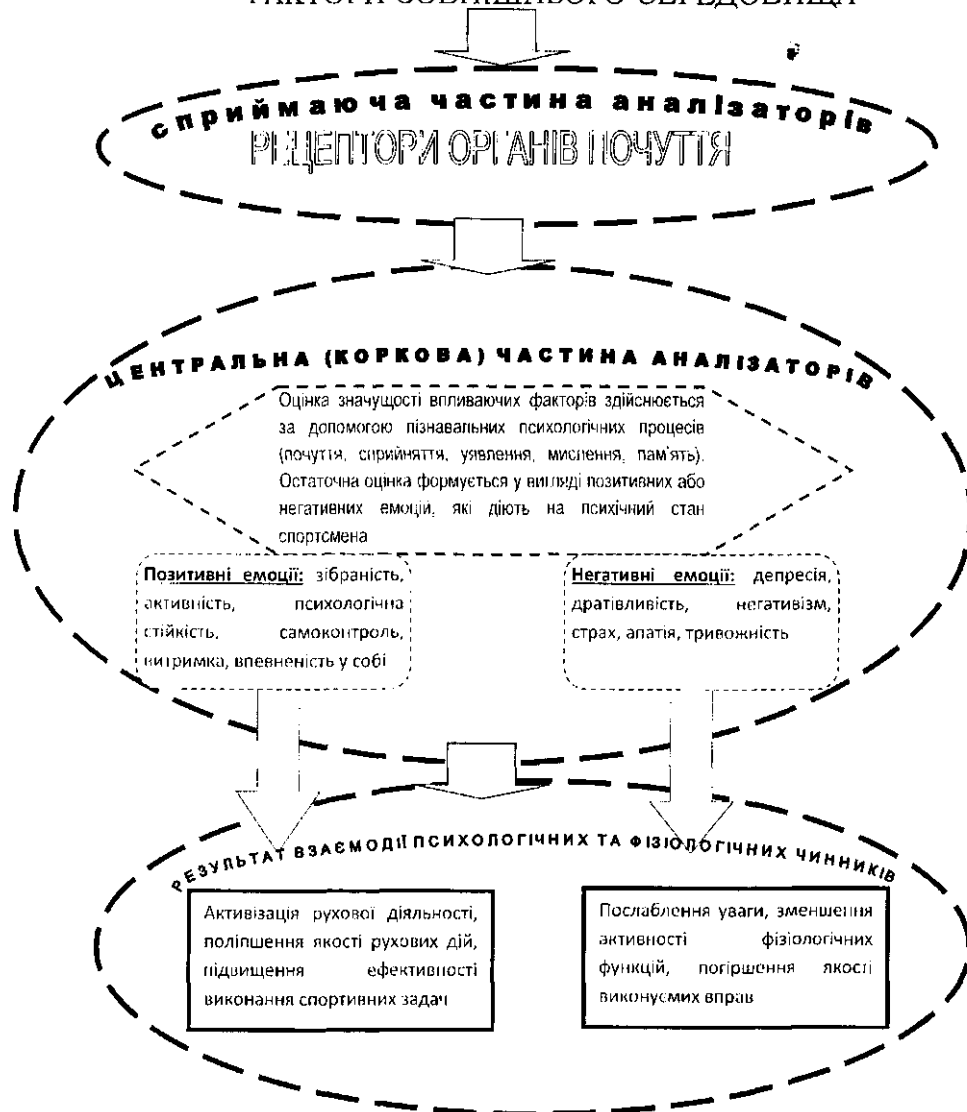 ФАКТОРИ ЗОВНІШНЬОГО СЕРЕДОВИЩА
сприймаюча частина аналізаторів
РЕЦЕПТОРИ ОРГАНІВ ПОЧУТТЯ
ЦЕНТРАЛЬНА (КОРКОВА) ЧАСТИНА АНАЛІЗАТОРІВ
Оцінка значущості впливаючих факторів здійснюється
за допомогою пізнавальних психологічних процесів
(почуття, сприйняття, уявлення, мислення, пам'ять).
Остаточна оцінка формується у вигляді позитивних або
негативних емоцій, які діють на психічний стан
спортсмена
Позитивні емоції: зібраність,
активність, психологічна
стійкість, самоконтроль,
витримка, впевненість у собі
Негативні емоції: депресія,
дратівливість, негативізм,
страх, апатія, тривожність
РЕЗУЛЬТАТ ВЗАЄМОДІЇ ПСИХОЛОГІЧНИХ ТА ФІЗІОЛОГІЧНИХ ЧИННИКІВ
Активізація рухової діяльності,
поліпшення якості рухових дій,
підвищення ефективності
виконання спортивних задач
Послаблення уваги, зменшення
активності фізіологічних
функцій, погіршення якості
виконуємих вправ